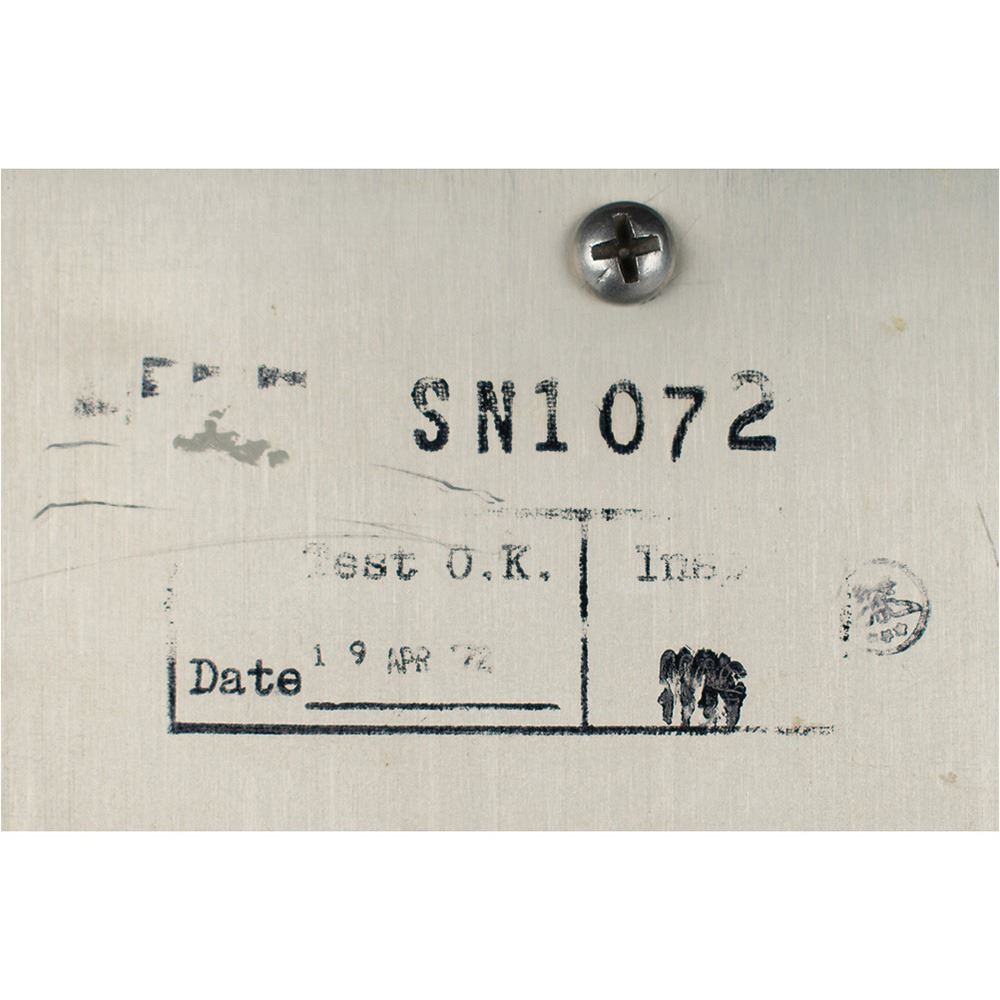 SN1072
Test O.K.
Date 19 APR '72